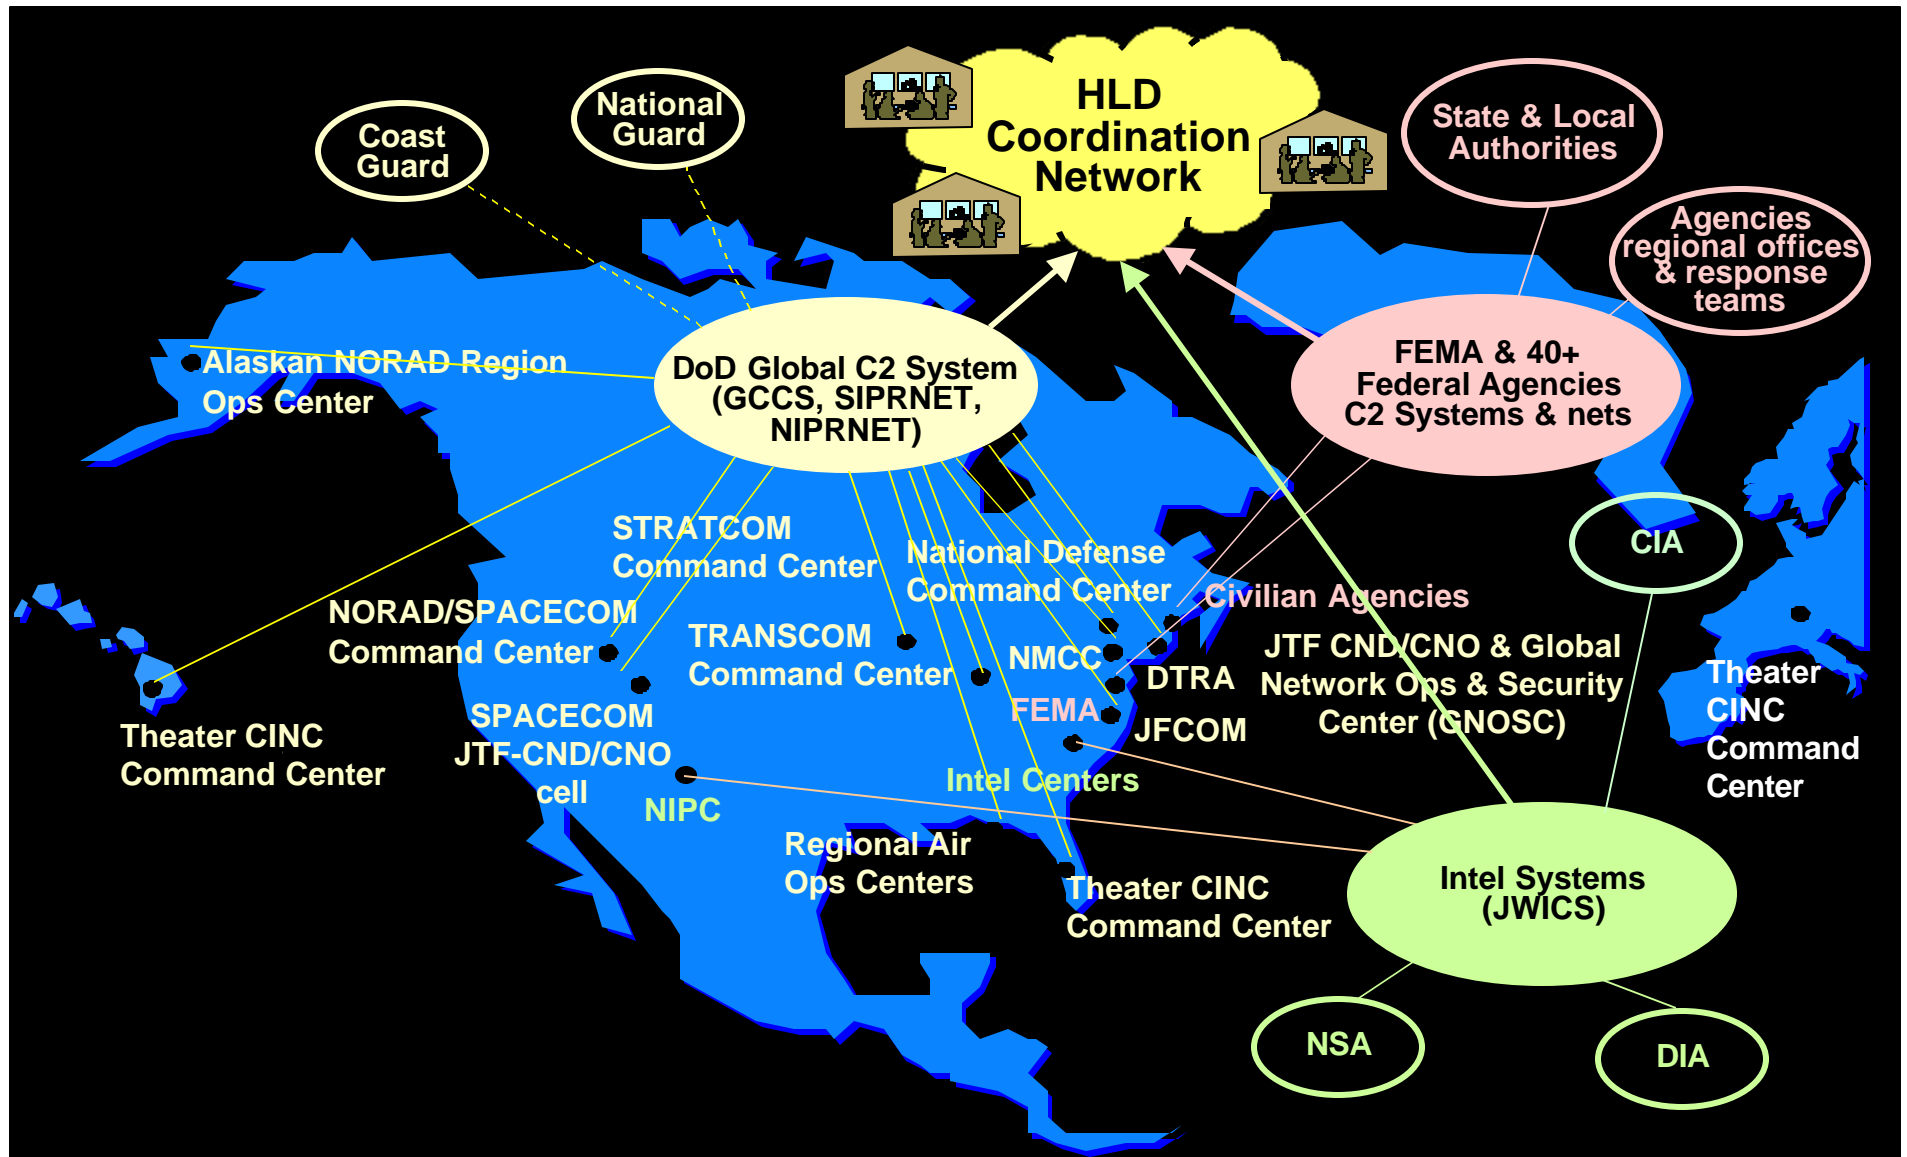 HLD
Coordination
Network
National
Guard
Coast
Guard
State & Local
Authorities
Agencies
regional offices
& response
teams
Alaskan NORAD Region
Ops Center
DoD Global C2 System
(GCCS, SIPRNET,
NIPRNET)
FEMA & 40+
Federal Agencies
C2 Systems & nets
STRATCOM
Command Center
National Defense
Command Center
CIA
NORAD/SPACECOM
Command Center
TRANSCOM
Command Center
Civilian Agencies
NMCC
DTRA
FEMA
JFCOM
JTF CND/CNO & Global
Network Ops & Security
Center (GNOSC)
Theater
CINC
Command
Center
Theater CINC
Command Center
SPACECOM
JTF-CND/CNO
cell
NIPC
Intel Centers
Regional Air
Ops Centers
Theater CINC
Command Center
Intel Systems
(JWICS)
NSA
DIA